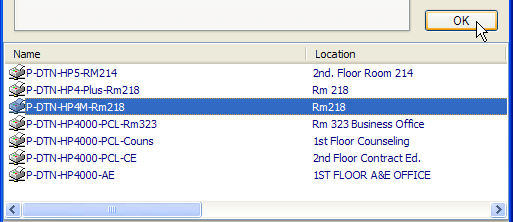 OK
Name Location
P-DTN-HP5-RM214 2nd. Floor Room 214
P-DTN-HP4-Plus-Rm218 Rm 218
P-DTN-HP4M-Rm218 Rm218
P-DTN-HP4000-PCL-Rm323 Rm 323 Business Office
P-DTN-HP4000-PCL-Couns 1st Floor Counseling
P-DTN-HP4000-PCL-CE 2nd Floor Contract Ed.
P-DTN-HP4000-AE 1ST FLOOR A&E OFFICE